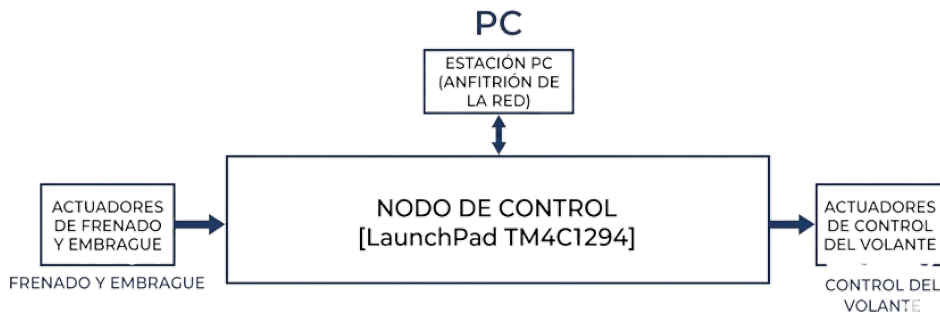 PC
ESTACIÓN PC
(ANFITRIÓN DE
LA RED)
NODO DE CONTROL
[LaunchPad TM4C1294]
ACTUADORES
DE FRENADO
Y EMBRAGUE
FRENADO Y EMBRAGUE
ACTUADORES
DE CONTROL
DEL VOLANTE
CONTROL DEL
VOLANTE